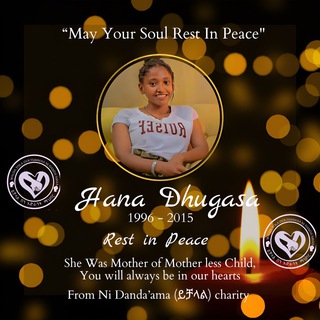 “May Your Soul Rest In Peace"
Hana Dhugasa
1996 - 2015
Rest in Peace
She Was Mother of Mother less Child,
You will always be in our hearts
From Ni Danda'ama (ይቻላል) charity